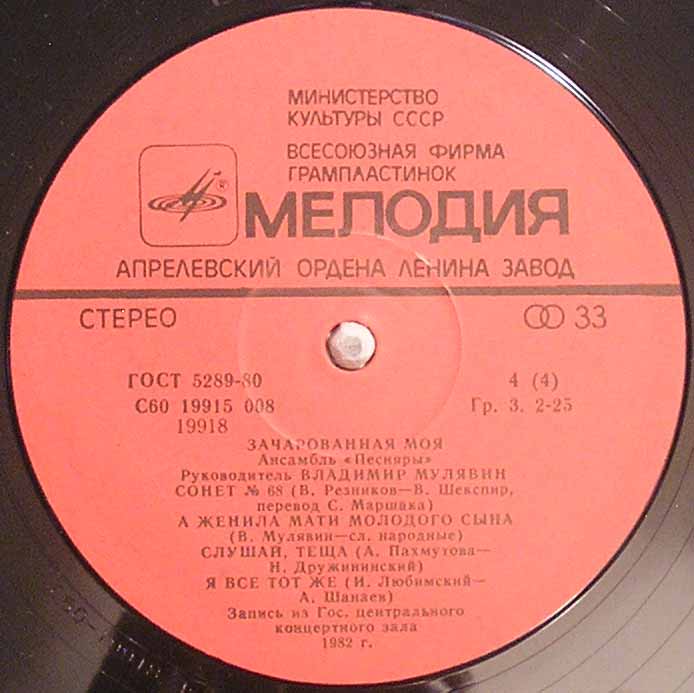 МИНИСТЕРСТВО
КУЛЬТУРЫ СССР
ВСЕСОЮЗНАЯ ФИРМА
ГРАМПЛАСТИНОК
® МЕЛОДИЯ
АПРЕЛЕВСКИЙ ОРДЕНА ЛЕНИНА ЗАВОД
СТЕРЕО 33
ГОСТ 5289-80 4 (4)
С60 19915 008 Гр. 3. 2-25
19918
ЗАЧАРОВАННАЯ МОЯ
Ансамбль «Песняры»
Руководитель ВЛАДИМИР МУЛЯВИН
СОНЕТ № 68 (В. Резников—В. Шекспир,
перевод С. Маршака)
А ЖЕНИЛА МАТИ МОЛОДОГО СЫНА
(В. Мулявин—сл. народные)
СЛУШАЙ, ТЕЩА (А. Пахмутова—
Н. Дружининский)
Я ВСЕ ТОТ ЖЕ (И. Любимский—
А. Шанаев)
Запись из Гос. центрального
концертного зала
1982 г.